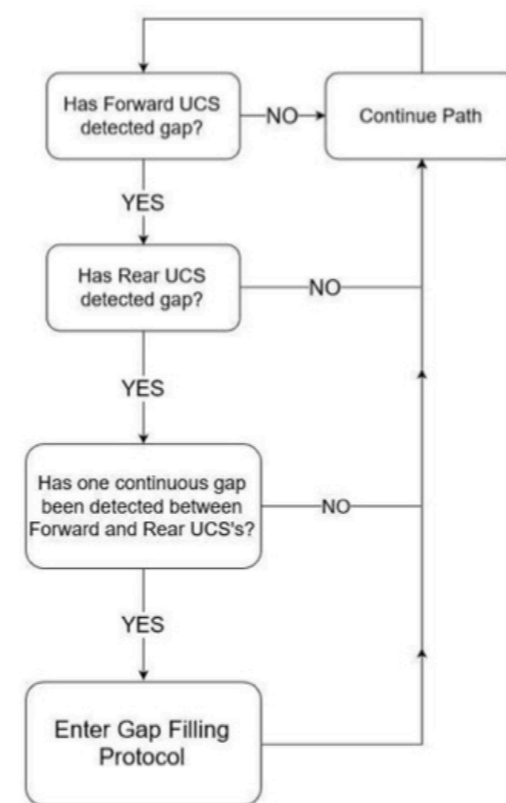 Has Forward UCS
detected gap?
NO
Continue Path
YES
Has Rear UCS
detected gap?
NO
YES
Has one continuous gap
been detected between
Forward and Rear UCS's?
NO
YES
Enter Gap Filling
Protocol